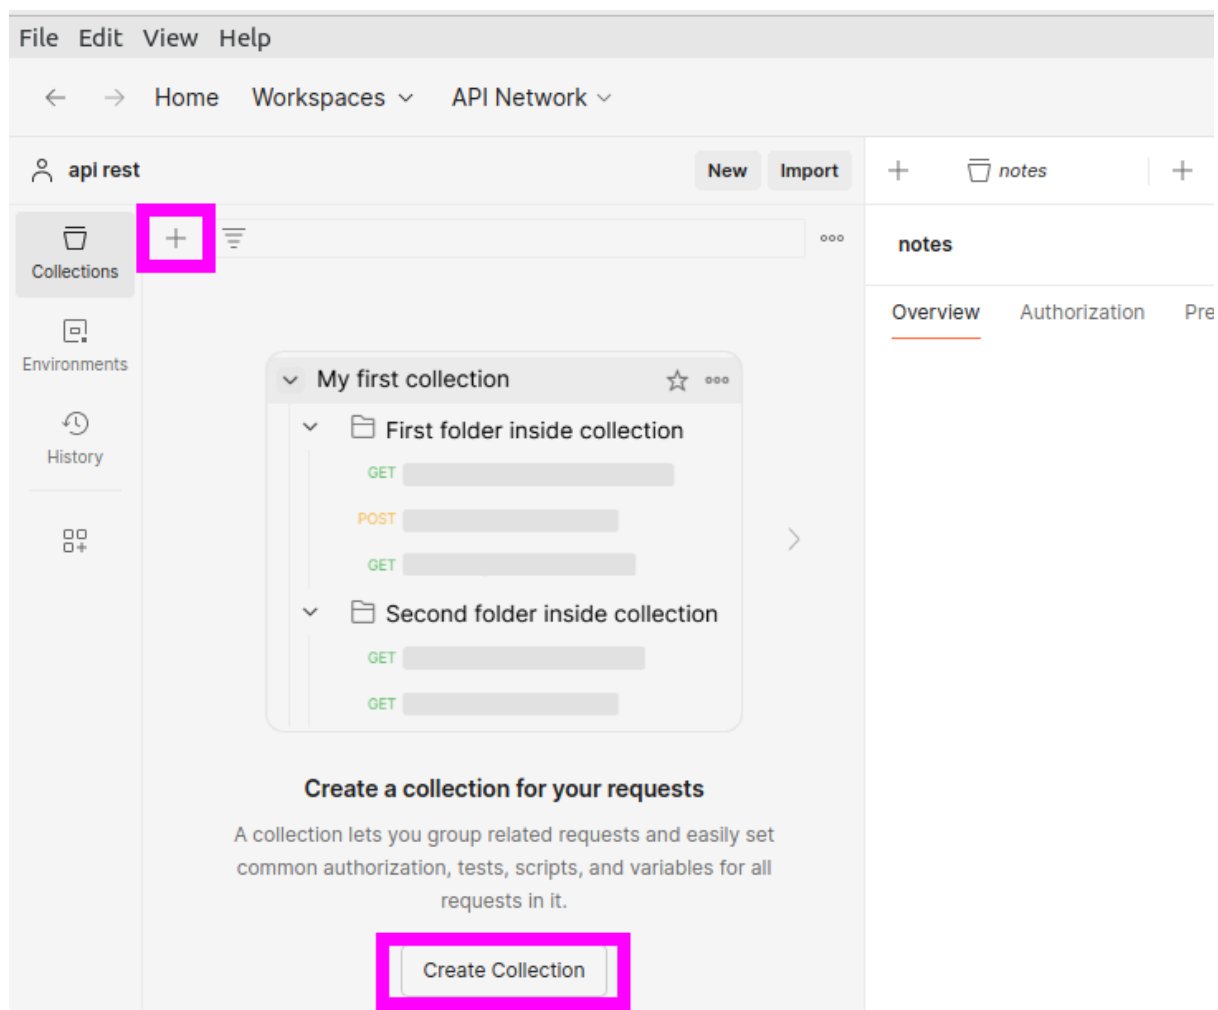 File Edit View Help
Home Workspaces API Network
api rest New Import notes
Collections
notes
Environments
Overview Authorization Pre
History
My first collection
First folder inside collection
GET
POST
GET
Second folder inside collection
GET
GET
Create a collection for your requests
A collection lets you group related requests and easily set
common authorization, tests, scripts, and variables for all
requests in it.
Create Collection